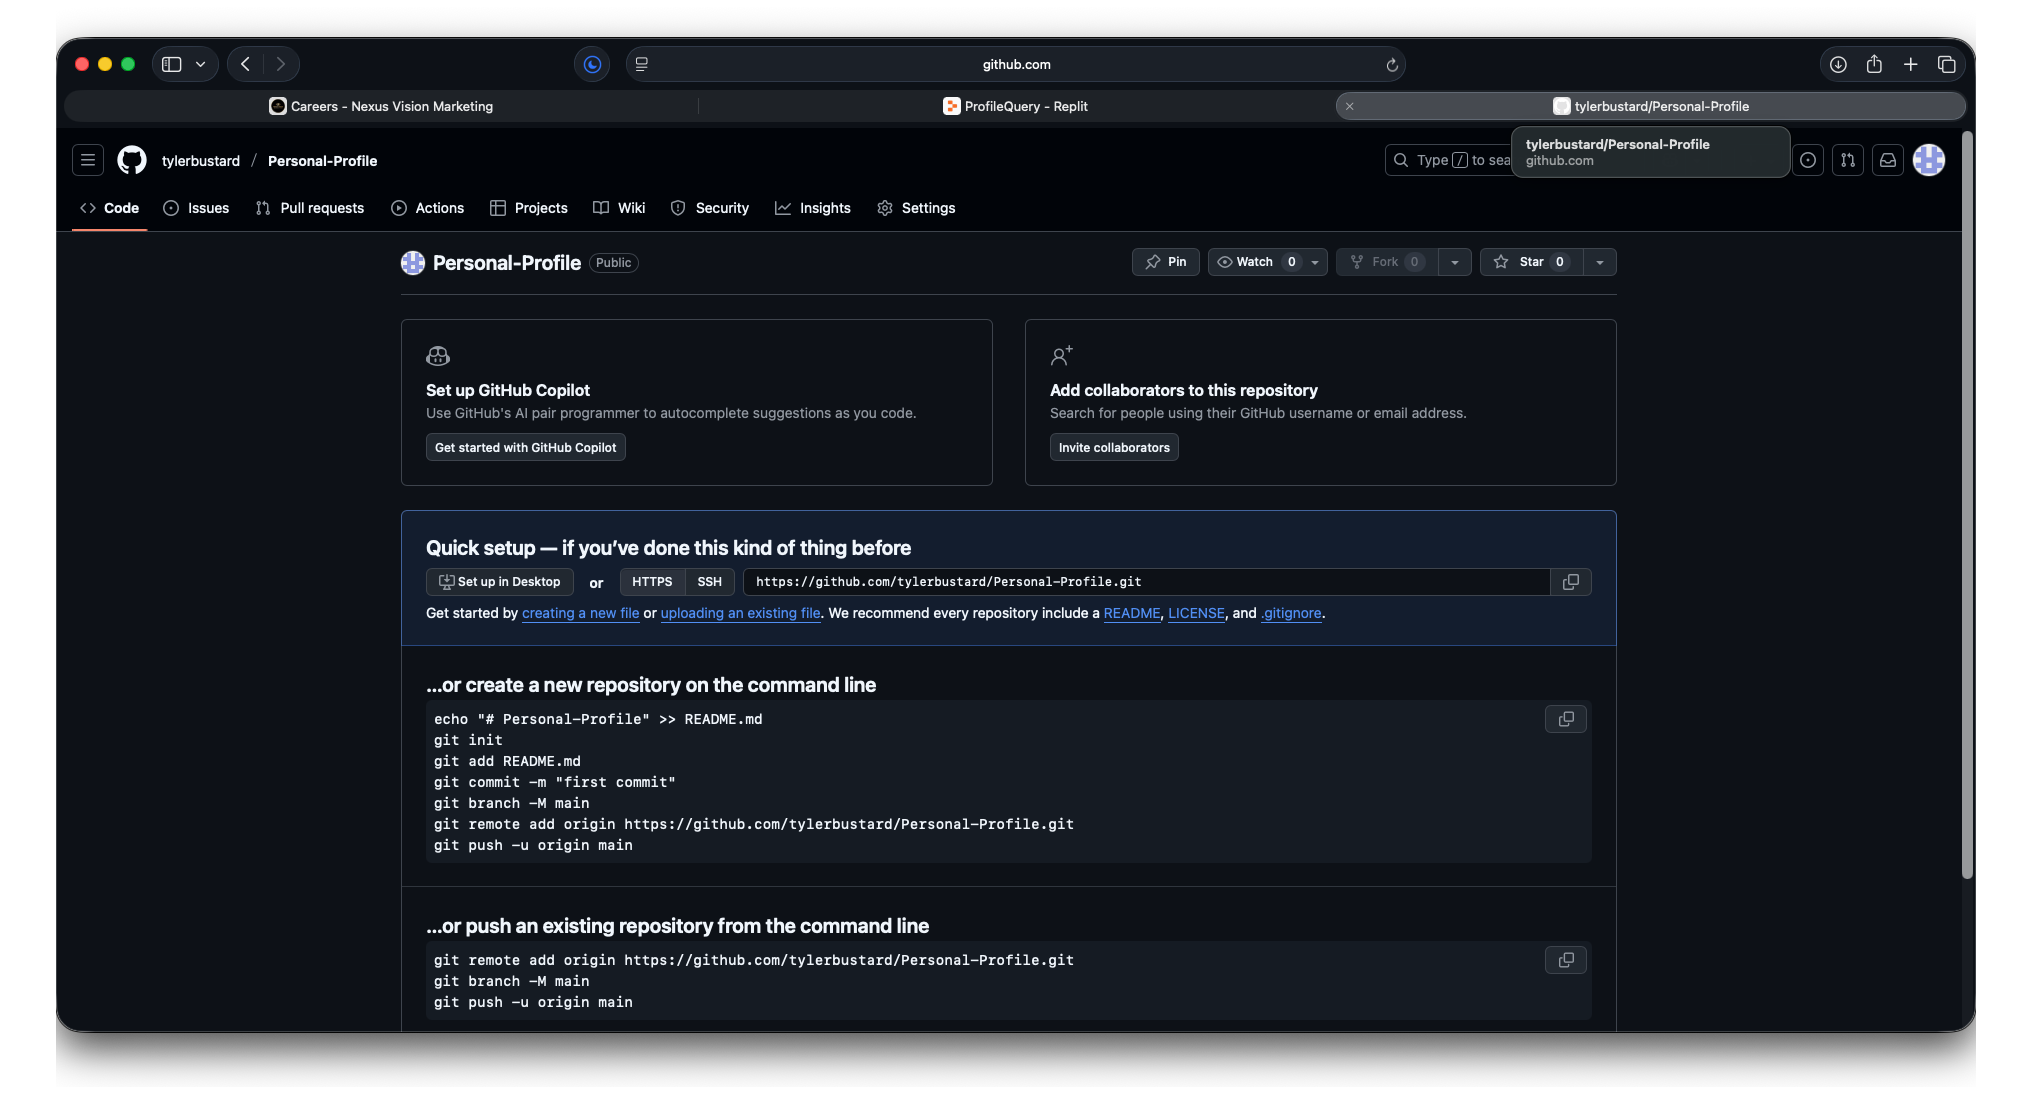 github.com
Careers - Nexus Vision Marketing
ProfileQuery - Replit
tylerbustard/Personal-Profile
tylerbustard / Personal-Profile
Type / to sea
tylerbustard/Personal-Profile
github.com
Code Issues Pull requests Actions Projects Wiki Security Insights Settings
Personal-Profile Public
Pin Watch 0 Fork 0 Star 0
Set up GitHub Copilot
Use GitHub's AI pair programmer to autocomplete suggestions as you code.
Get started with GitHub Copilot
Add collaborators to this repository
Search for people using their GitHub username or email address.
Invite collaborators
Quick setup — if you’ve done this kind of thing before
Set up in Desktop or HTTPS SSH https://github.com/tylerbustard/Personal-Profile.git
Get started by creating a new file or uploading an existing file. We recommend every repository include a README, LICENSE, and .gitignore.
…or create a new repository on the command line
echo "# Personal-Profile" >> README.md
git init
git add README.md
git commit -m "first commit"
git branch -M main
git remote add origin https://github.com/tylerbustard/Personal-Profile.git
git push -u origin main
…or push an existing repository from the command line
git remote add origin https://github.com/tylerbustard/Personal-Profile.git
git branch -M main
git push -u origin main